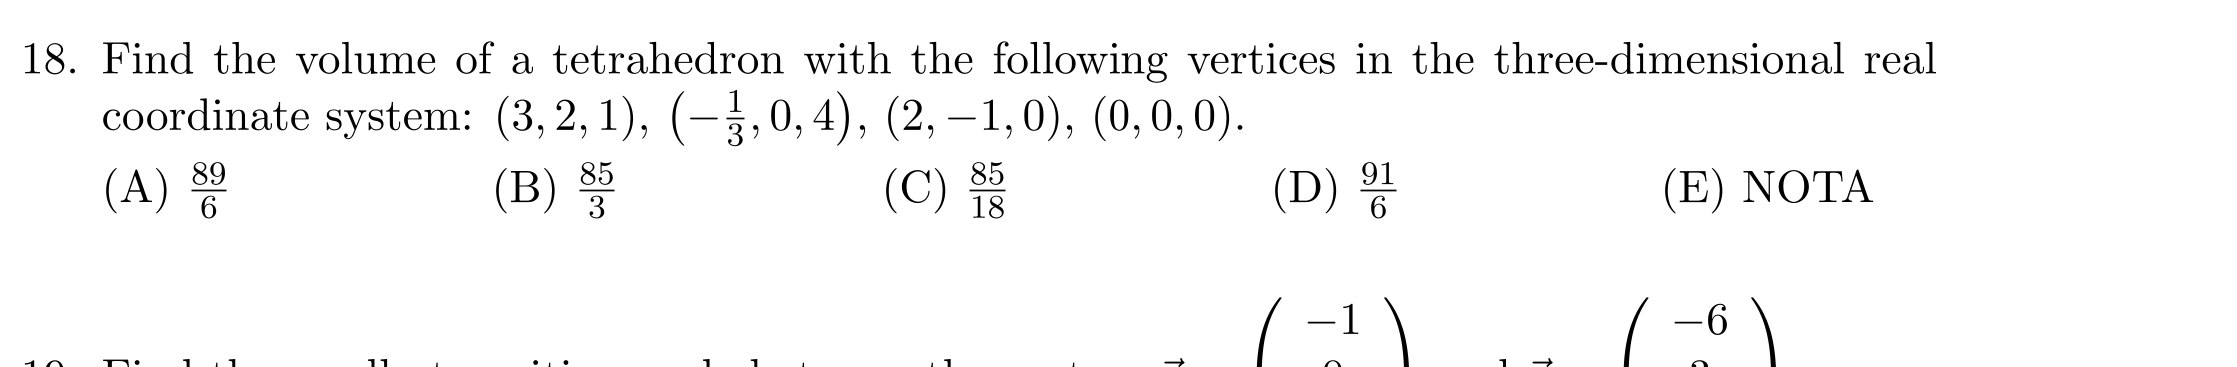 18. Find the volume of a tetrahedron with the following vertices in the three-dimensional real
coordinate system: (3, 2, 1), (−1/3, 0, 4), (2, −1, 0), (0, 0, 0).
(A) 89/6 (B) 85/3 (C) 85/18 (D) 91/6 (E) NOTA
−1 −6